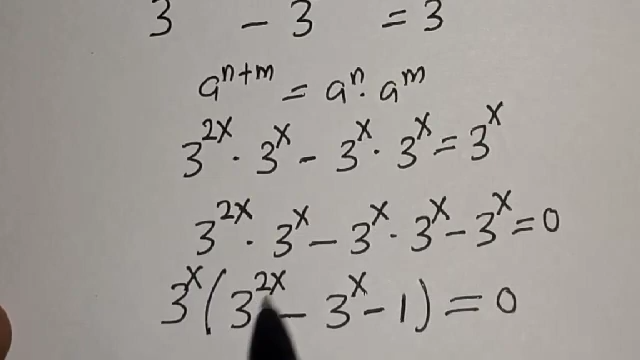 3 - 3 = 3
a^{n+m} = a^n · a^m
3^{2x} · 3^x - 3^x · 3^x = 3^x
3^{2x} · 3^x - 3^x · 3^x - 3^x = 0
3^x (3^{2x} - 3^x - 1) = 0